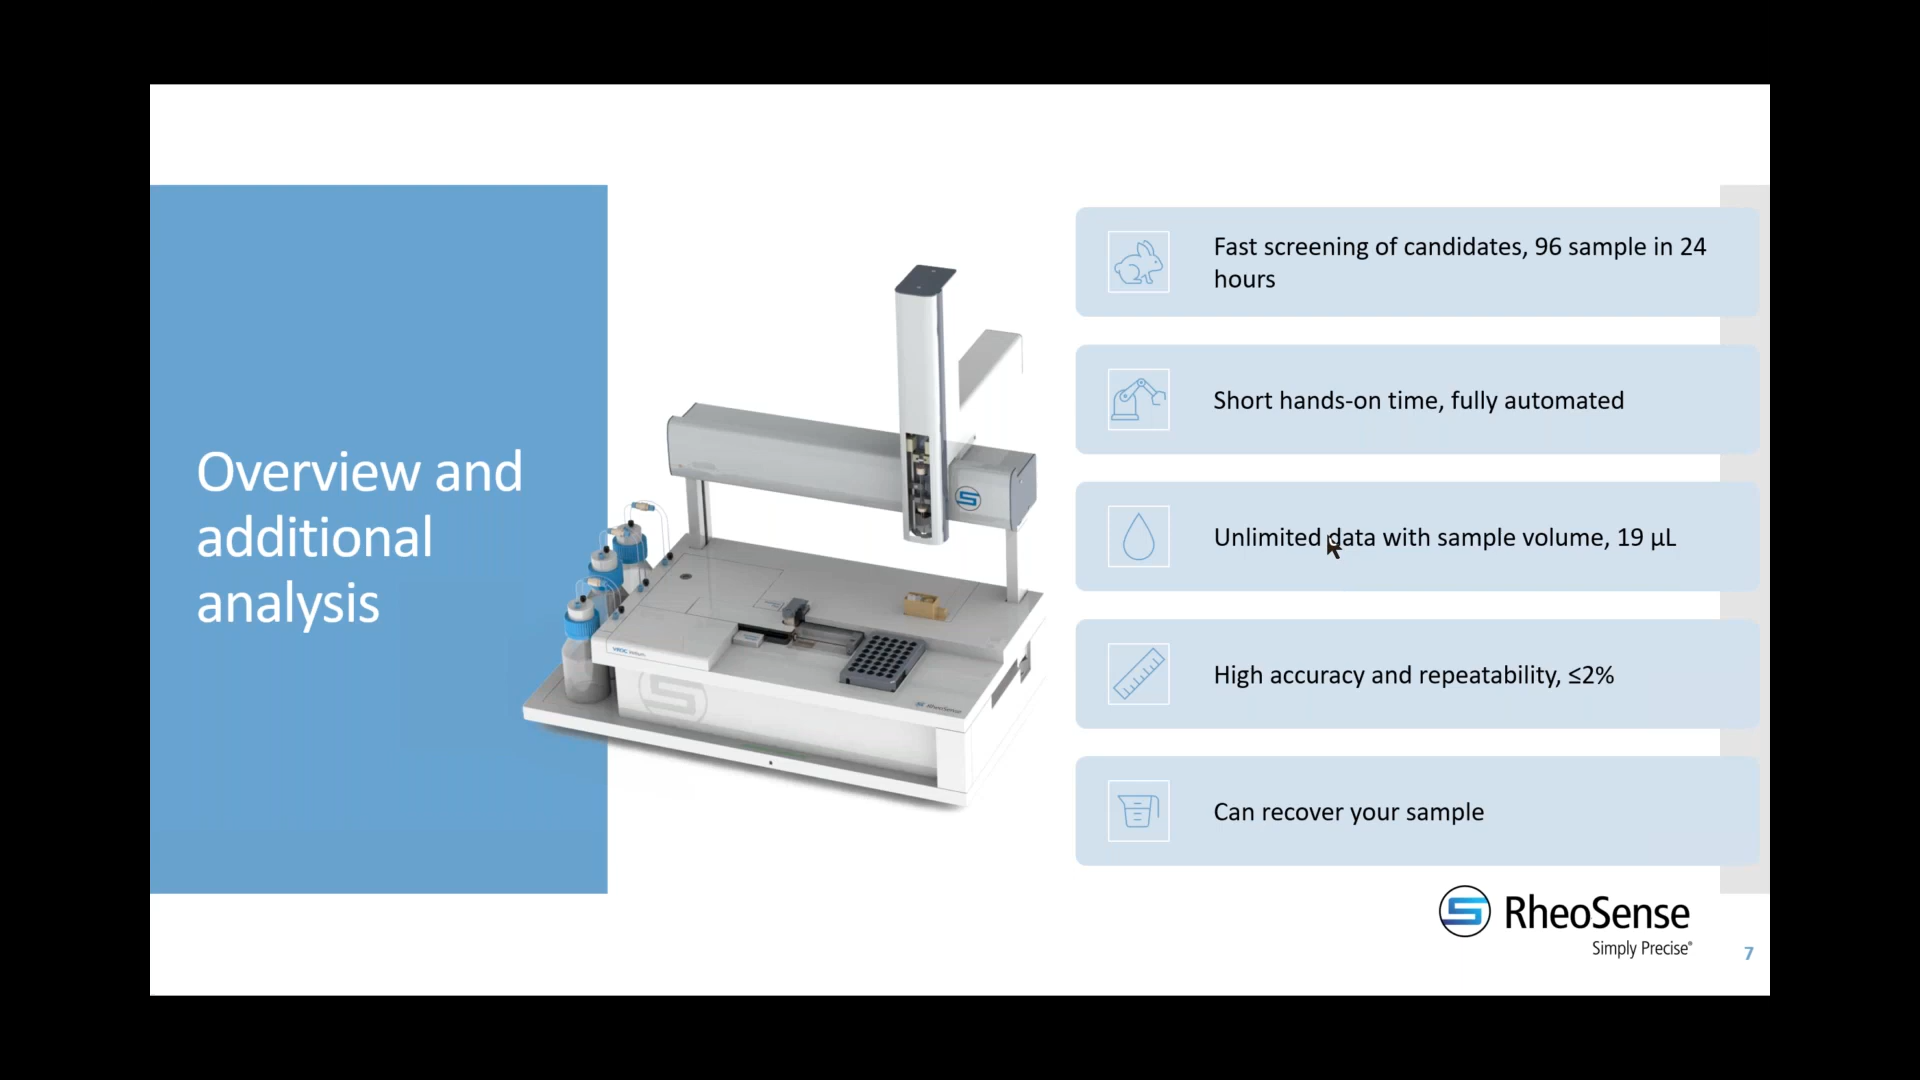 Overview and
additional
analysis
Fast screening of candidates, 96 sample in 24
hours
Short hands-on time, fully automated
Unlimited data with sample volume, 19 µL
High accuracy and repeatability, ≤2%
Can recover your sample
VROC
RheoSense
RheoSense
Simply Precise®
7